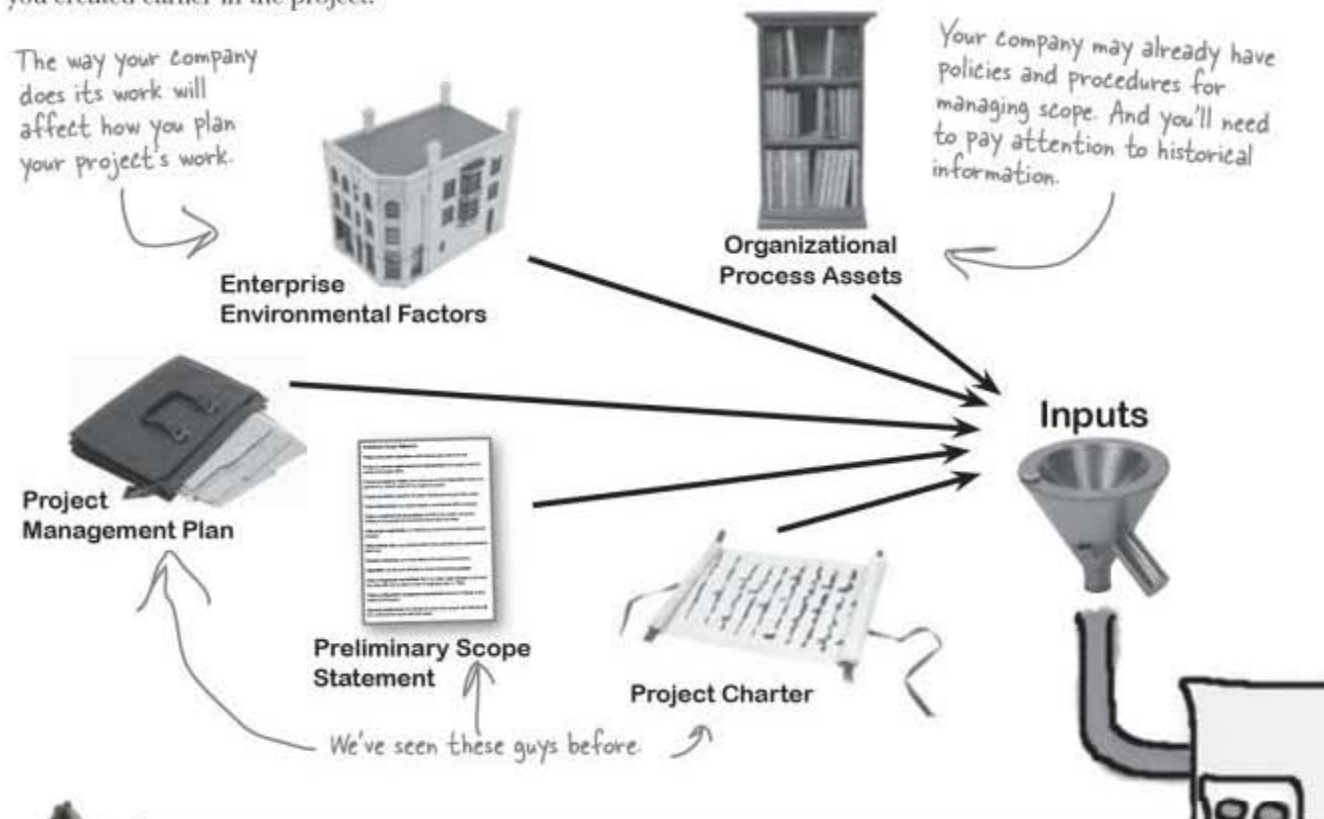 you created earlier in the project.
The way your company
does its work will
affect how you plan
your project's work.
Your company may already have
policies and procedures for
managing scope. And you'll need
to pay attention to historical
information.
Organizational
Process Assets
Enterprise
Environmental Factors
Inputs
Project
Management Plan
Preliminary Scope
Statement
Project Charter
We've seen these guys before.